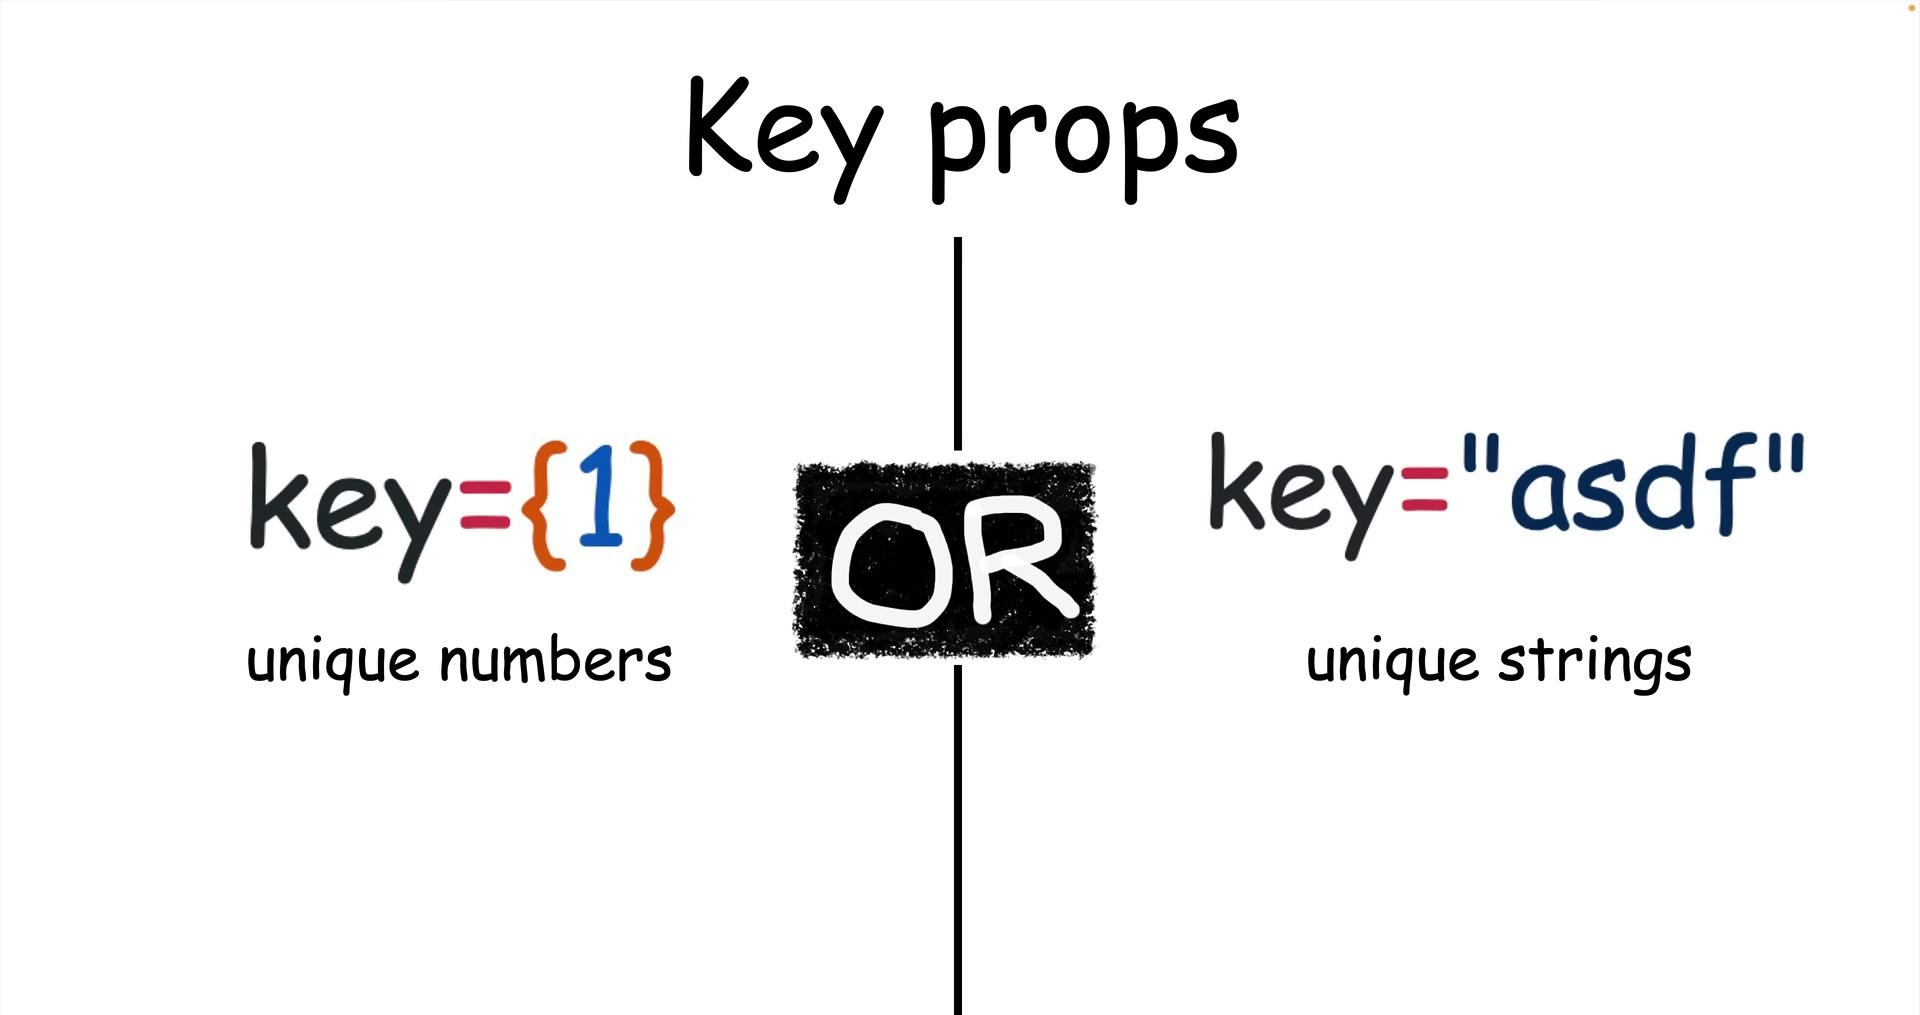 Key props
key={1}
unique numbers
OR
key="asdf"
unique strings